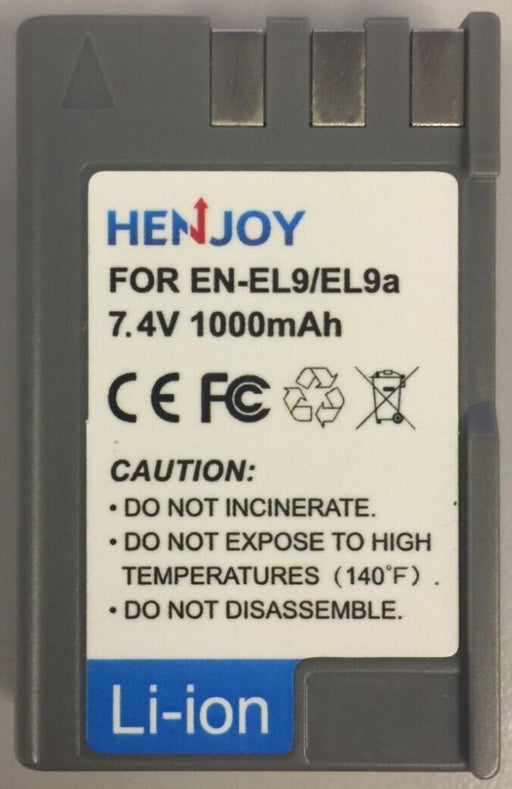 HENJOY
FOR EN-EL9/EL9a
7.4V 1000mAh
CE FC
CAUTION:
• DO NOT INCINERATE.
• DO NOT EXPOSE TO HIGH
TEMPERATURES (140°F).
• DO NOT DISASSEMBLE.
Li-ion